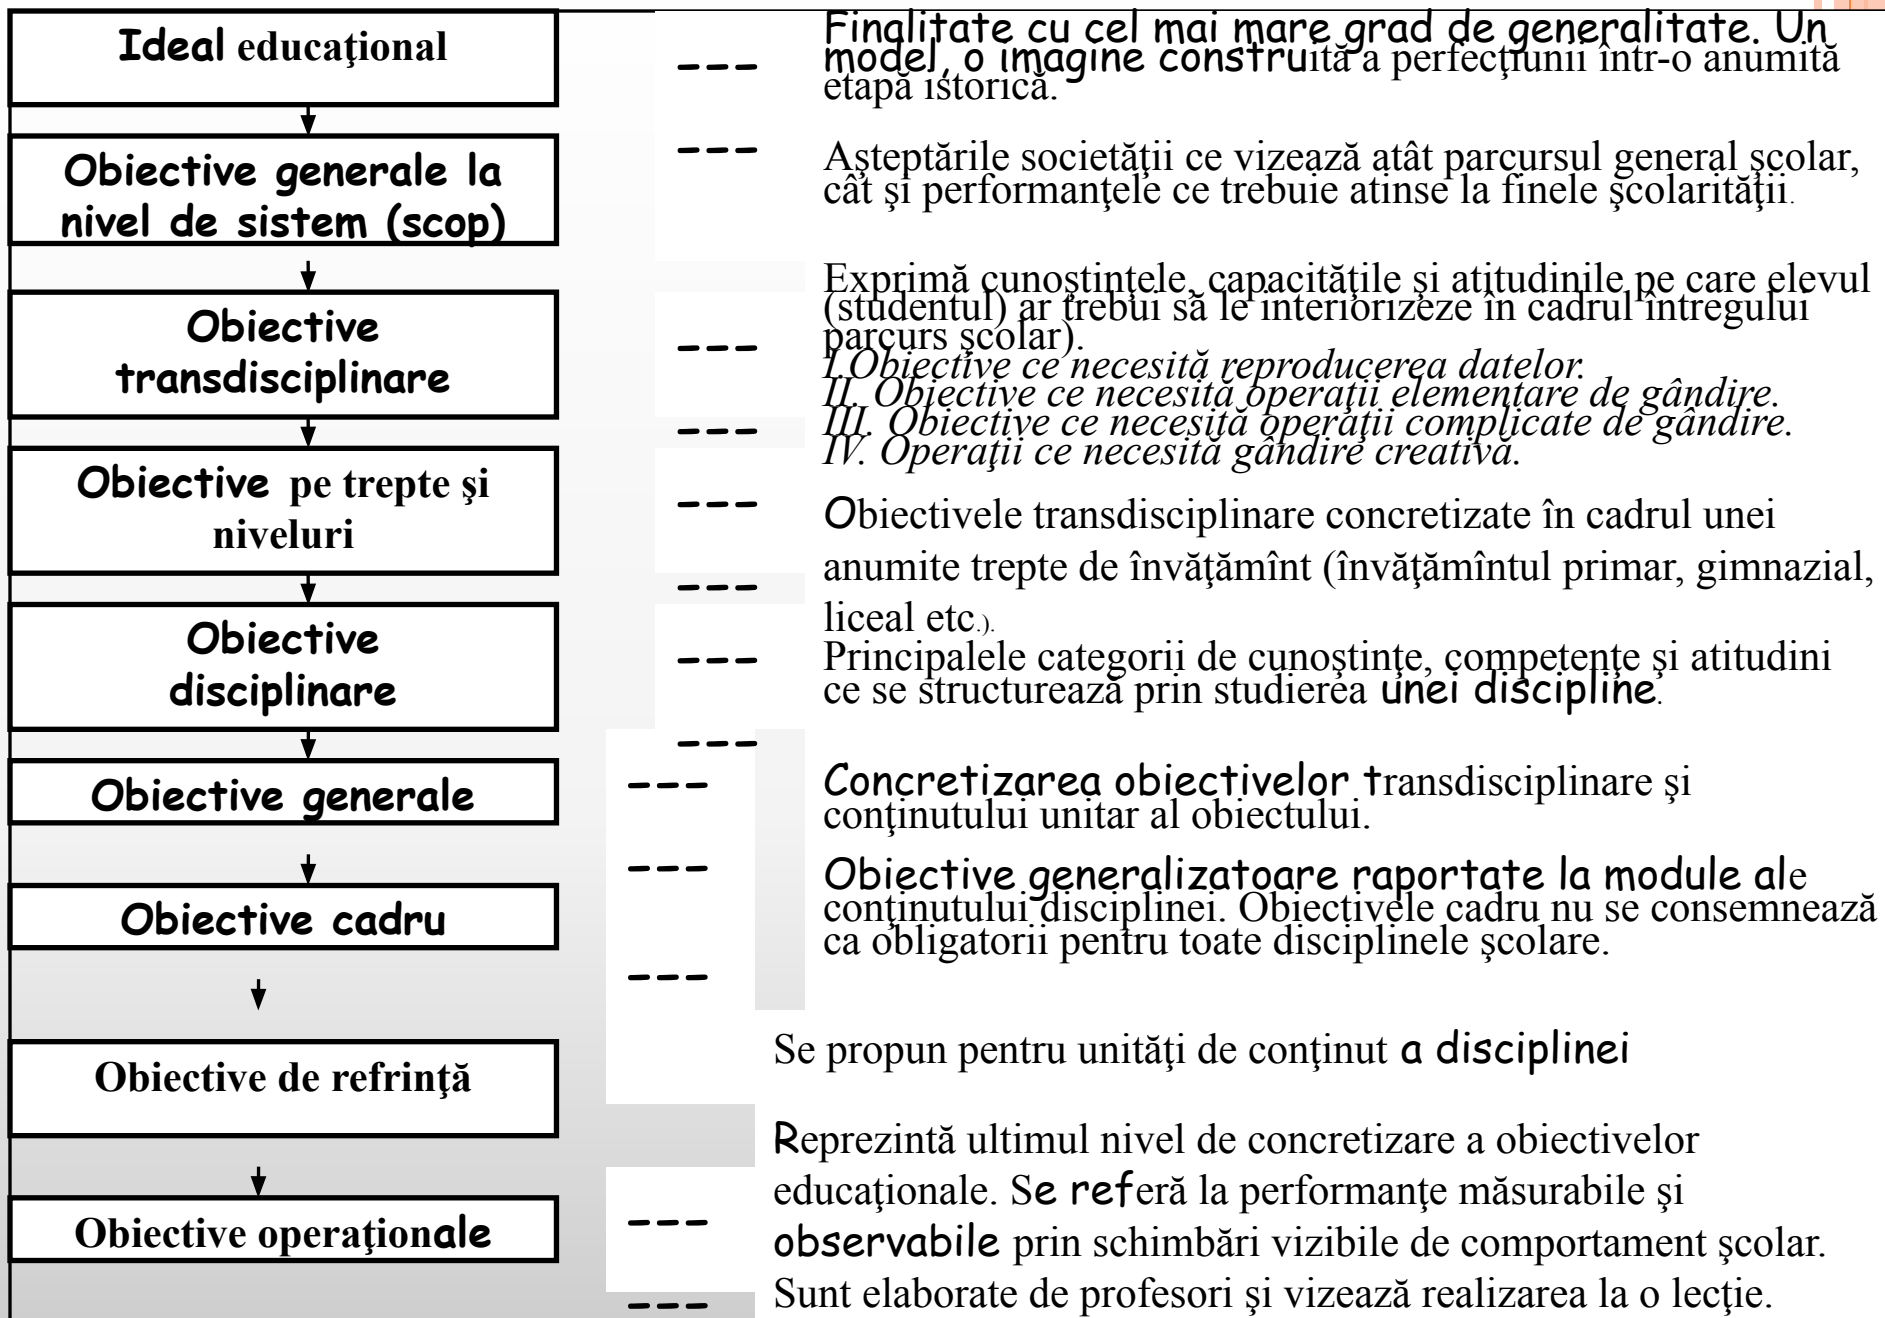 Ideal educaţional
--- Finalitate cu cel mai mare grad de generalitate. Un
model, o imagine construită a perfecţiunii într-o anumită
etapă istorică.
Obiective generale la
nivel de sistem (scop)
--- Aşteptările societăţii ce vizează atât parcursul general şcolar,
cât şi performanţele ce trebuie atinse la finele şcolarităţii.
Obiective
transdisciplinare
---
Exprimă cunoştinţele, capacităţile şi atitudinile pe care elevul
(studentul) ar trebui să le interiorizeze în cadrul întregului
parcurs şcolar).
I.Obiective ce necesită reproducerea datelor.
II. Obiective ce necesită operaţii elementare de gândire.
III. Obiective ce necesită operaţii complicate de gândire.
IV. Operaţii ce necesită gândire creativă.
---
Obiective pe trepte şi
niveluri
--- Obiectivele transdisciplinare concretizate în cadrul unei
anumite trepte de învăţămînt (învăţămîntul primar, gimnazial,
liceal etc.).
---
Obiective
disciplinare
--- Principalele categorii de cunoştinţe, competenţe şi atitudini
ce se structurează prin studierea unei discipline.
---
Obiective generale
--- Concretizarea obiectivelor transdisciplinare şi
conţinutului unitar al obiectului.
---
Obiective cadru
Obiective generalizatoare raportate la module ale
conţinutului disciplinei. Obiectivele cadru nu se consemnează
ca obligatorii pentru toate disciplinele şcolare.
---
Obiective de refrinţă
Se propun pentru unităţi de conţinut a disciplinei
Obiective operaţionale
---
Reprezintă ultimul nivel de concretizare a obiectivelor
educaţionale. Se referă la performanţe măsurabile şi
observabile prin schimbări vizibile de comportament şcolar.
Sunt elaborate de profesori şi vizează realizarea la o lecţie.
---